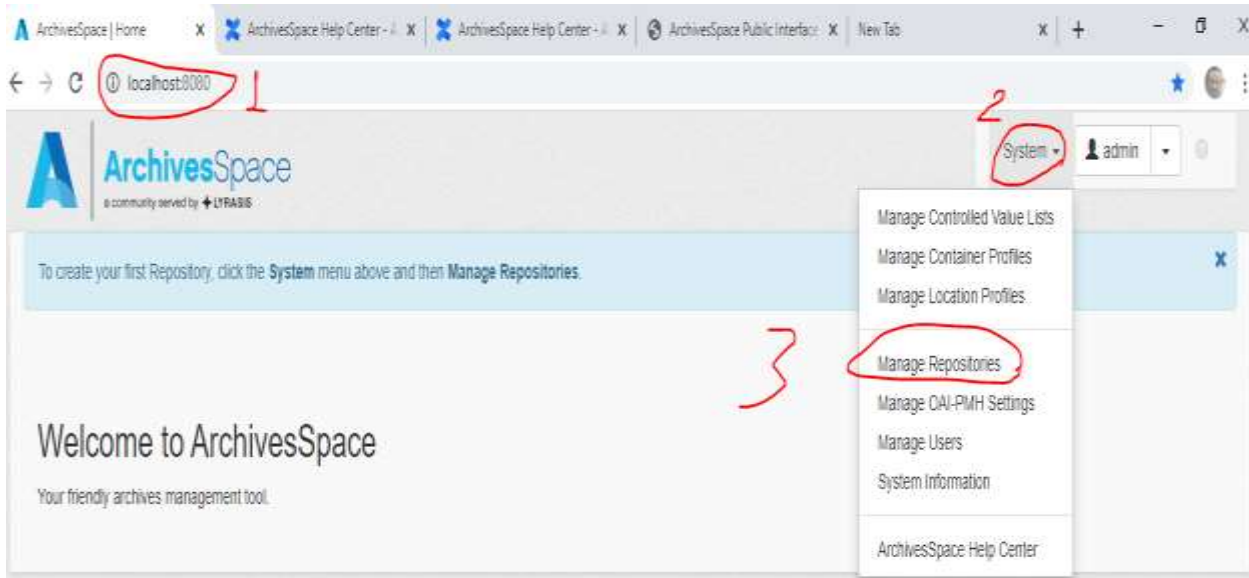 ArchivesSpace | Home
ArchivesSpace Help Center -
ArchivesSpace Help Center -
ArchivesSpace Public Interface
New Tab
localhost:8080
1
2
ArchivesSpace
a community served by LYRASIS
System
admin
To create your first Repository, click the System menu above and then Manage Repositories.
Manage Controlled Value Lists
Manage Container Profiles
Manage Location Profiles
3
Manage Repositories
Manage OAI-PMH Settings
Manage Users
System Information
ArchivesSpace Help Center
Welcome to ArchivesSpace
Your friendly archives management tool.